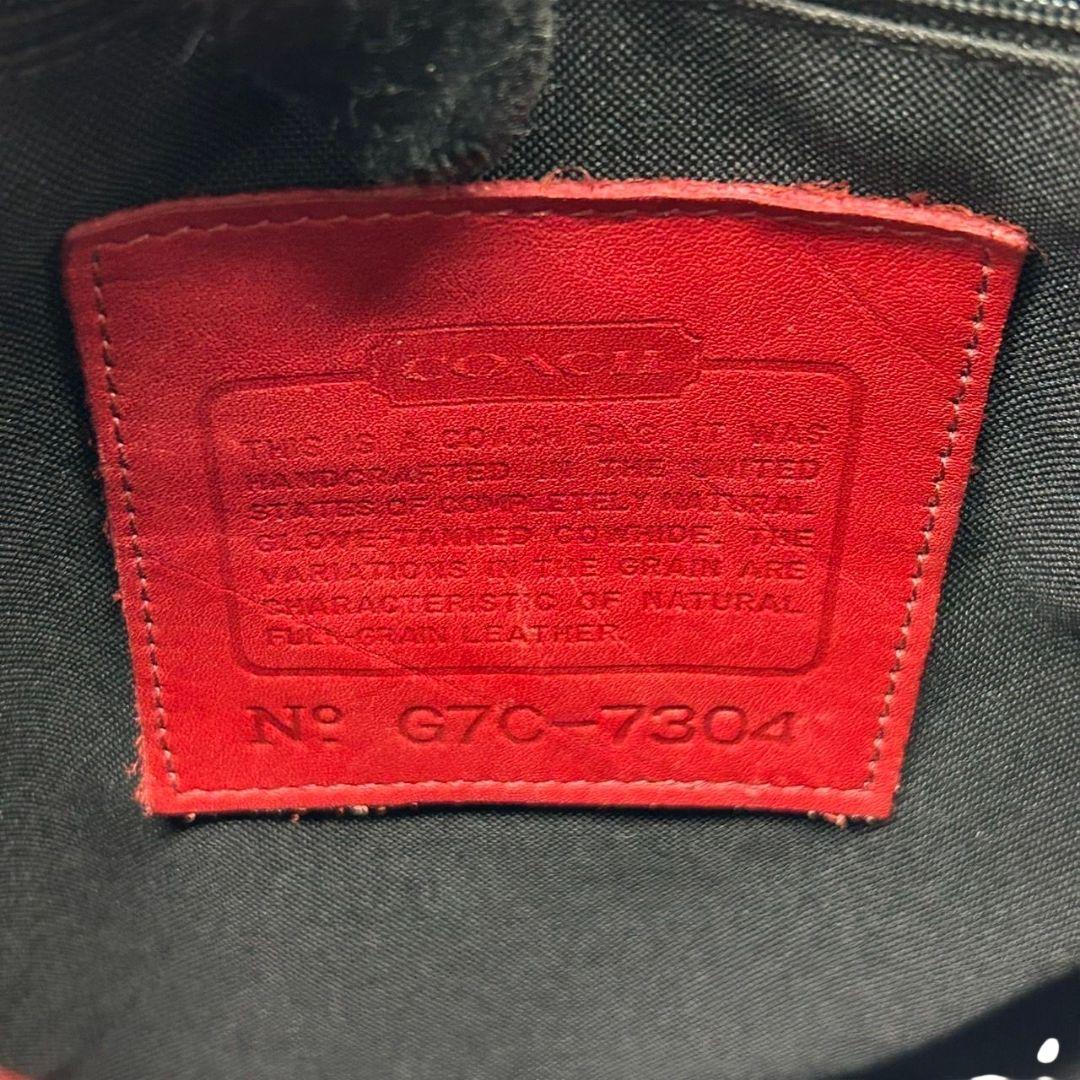 COACH
THIS IS A COACH BAG. IT WAS
HANDCRAFTED IN THE UNITED
STATES OF COMPLETELY NATURAL
GLOVE-TANNED COWHIDE. THE
VARIATIONS IN THE GRAIN ARE
CHARACTERISTIC OF NATURAL
FULL-GRAIN LEATHER.
Nº G7C-7304